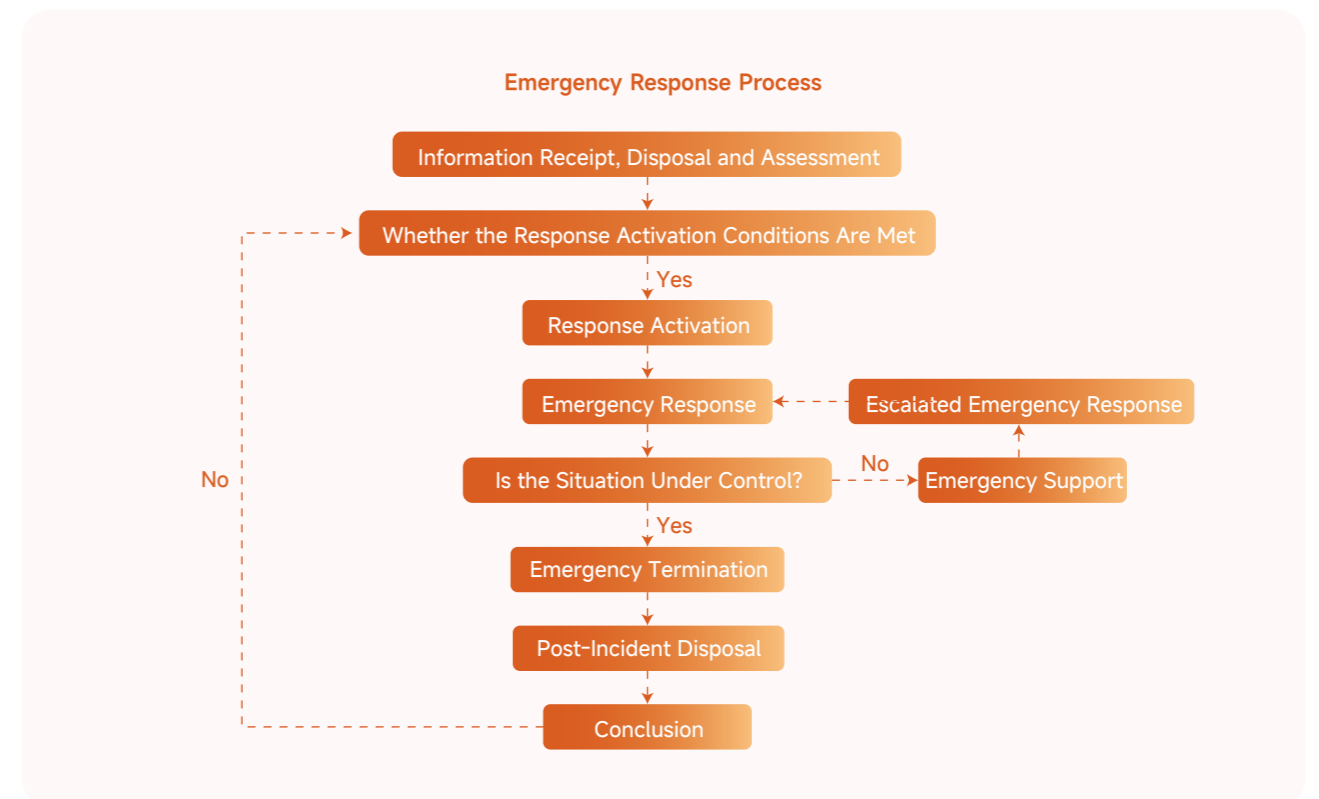 Emergency Response Process
Information Receipt, Disposal and Assessment
Whether the Response Activation Conditions Are Met
Yes
Response Activation
Emergency Response
Escalated Emergency Response
No
Is the Situation Under Control?
No
Emergency Support
Yes
Emergency Termination
Post-Incident Disposal
Conclusion